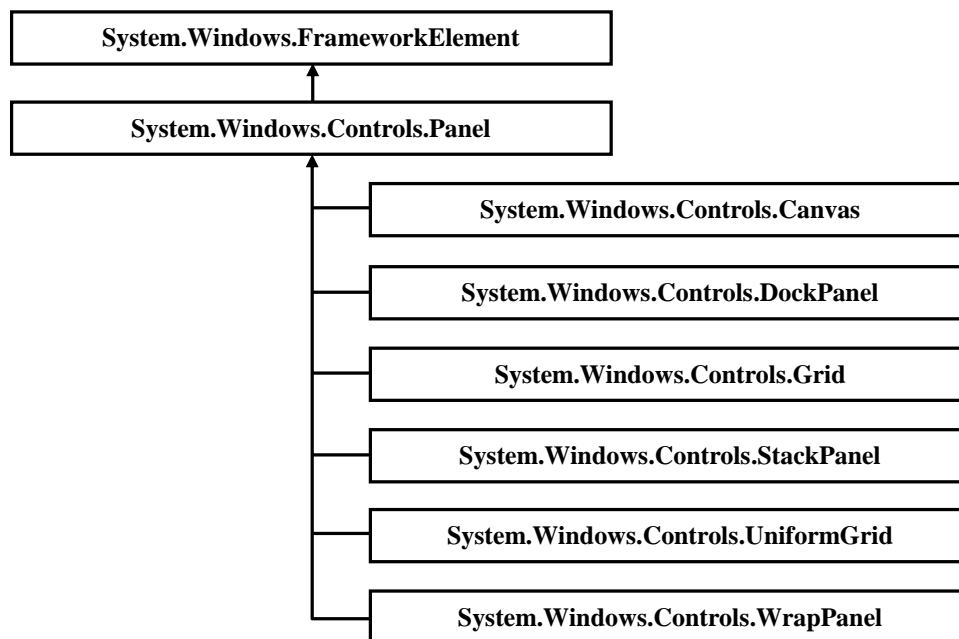 System.Windows.FrameworkElement
System.Windows.Controls.Panel
System.Windows.Controls.Canvas
System.Windows.Controls.DockPanel
System.Windows.Controls.Grid
System.Windows.Controls.StackPanel
System.Windows.Controls.UniformGrid
System.Windows.Controls.WrapPanel